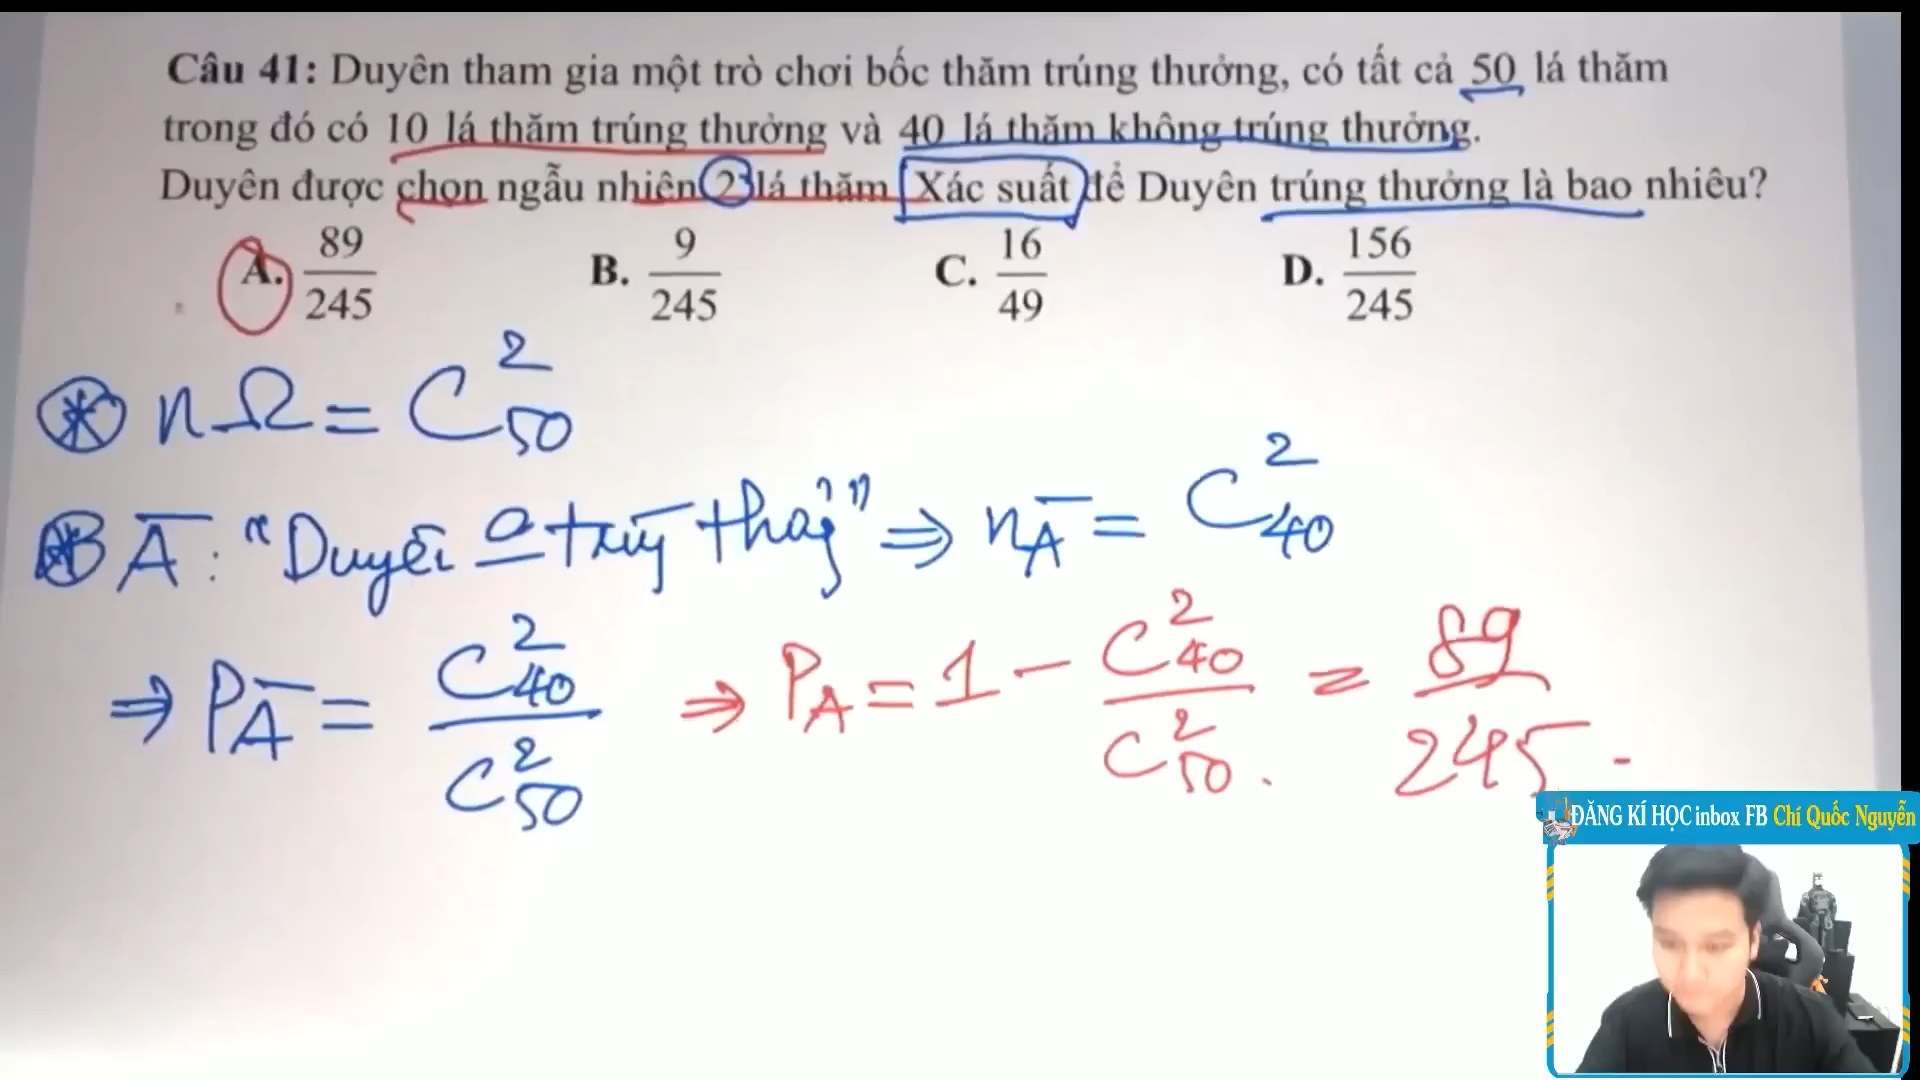 Câu 41: Duyên tham gia một trò chơi bốc thăm trúng thưởng, có tất cả 50 lá thăm
trong đó có 10 lá thăm trúng thưởng và 40 lá thăm không trúng thưởng.
Duyên được chọn ngẫu nhiên 2 lá thăm. Xác suất để Duyên trúng thưởng là bao nhiêu?
A. 89/245 B. 9/245 C. 16/49 D. 156/245
nΩ = C²₅₀
Ā: "Duyên o trúng thưởng" ⇒ nĀ = C²₄₀
⇒ PĀ = C²₄₀/C²₅₀ ⇒ PA = 1 − C²₄₀/C²₅₀. = 89/245.
ĐĂNG KÍ HỌC inbox FB Chí Quốc Nguyễn